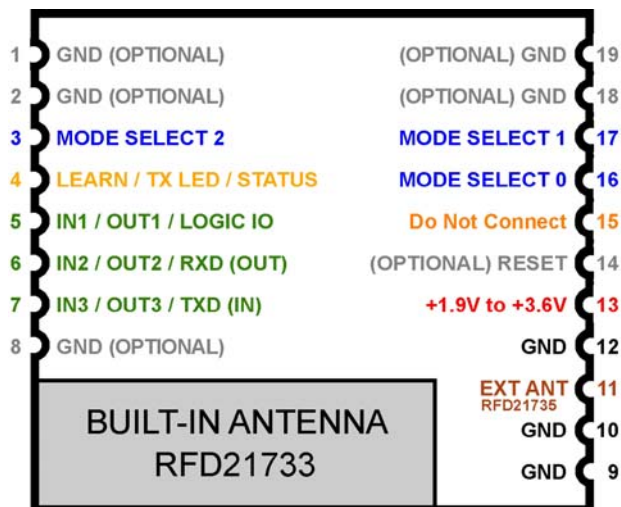 1 GND (OPTIONAL) (OPTIONAL) GND 19
2 GND (OPTIONAL) (OPTIONAL) GND 18
3 MODE SELECT 2 MODE SELECT 1 17
4 LEARN / TX LED / STATUS MODE SELECT 0 16
5 IN1 / OUT1 / LOGIC IO Do Not Connect 15
6 IN2 / OUT2 / RXD (OUT) (OPTIONAL) RESET 14
7 IN3 / OUT3 / TXD (IN) +1.9V to +3.6V 13
8 GND (OPTIONAL) GND 12
EXT ANT 11
RFD21735
BUILT-IN ANTENNA GND 10
RFD21733 GND 9